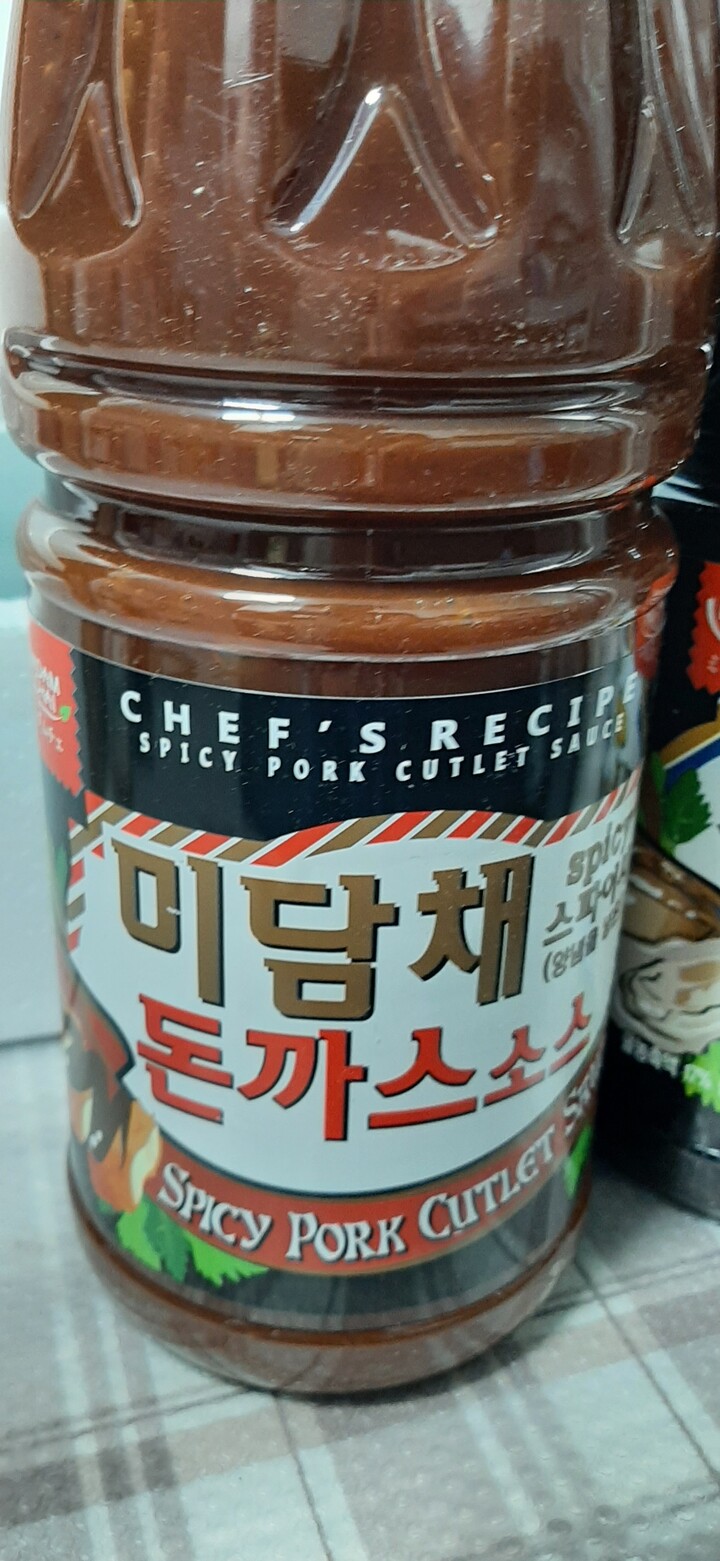 CHEF'S RECIPE
SPICY PORK CUTLET SAUCE
미담채
spicy
돈까스소스
SPICY PORK CUTLET